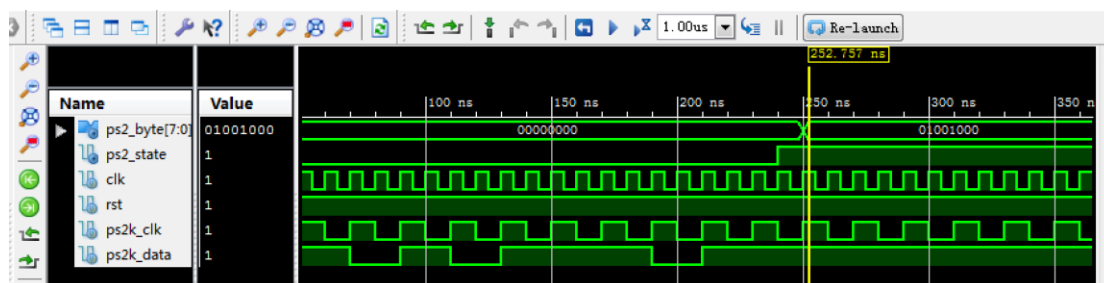 1.00us Re-launch
252.757 ns
Name Value 100 ns 150 ns 200 ns 250 ns 300 ns 350 n
ps2_byte[7:0] 01001000 00000000 01001000
ps2_state 1
clk 1
rst 1
ps2k_clk 1
ps2k_data 1